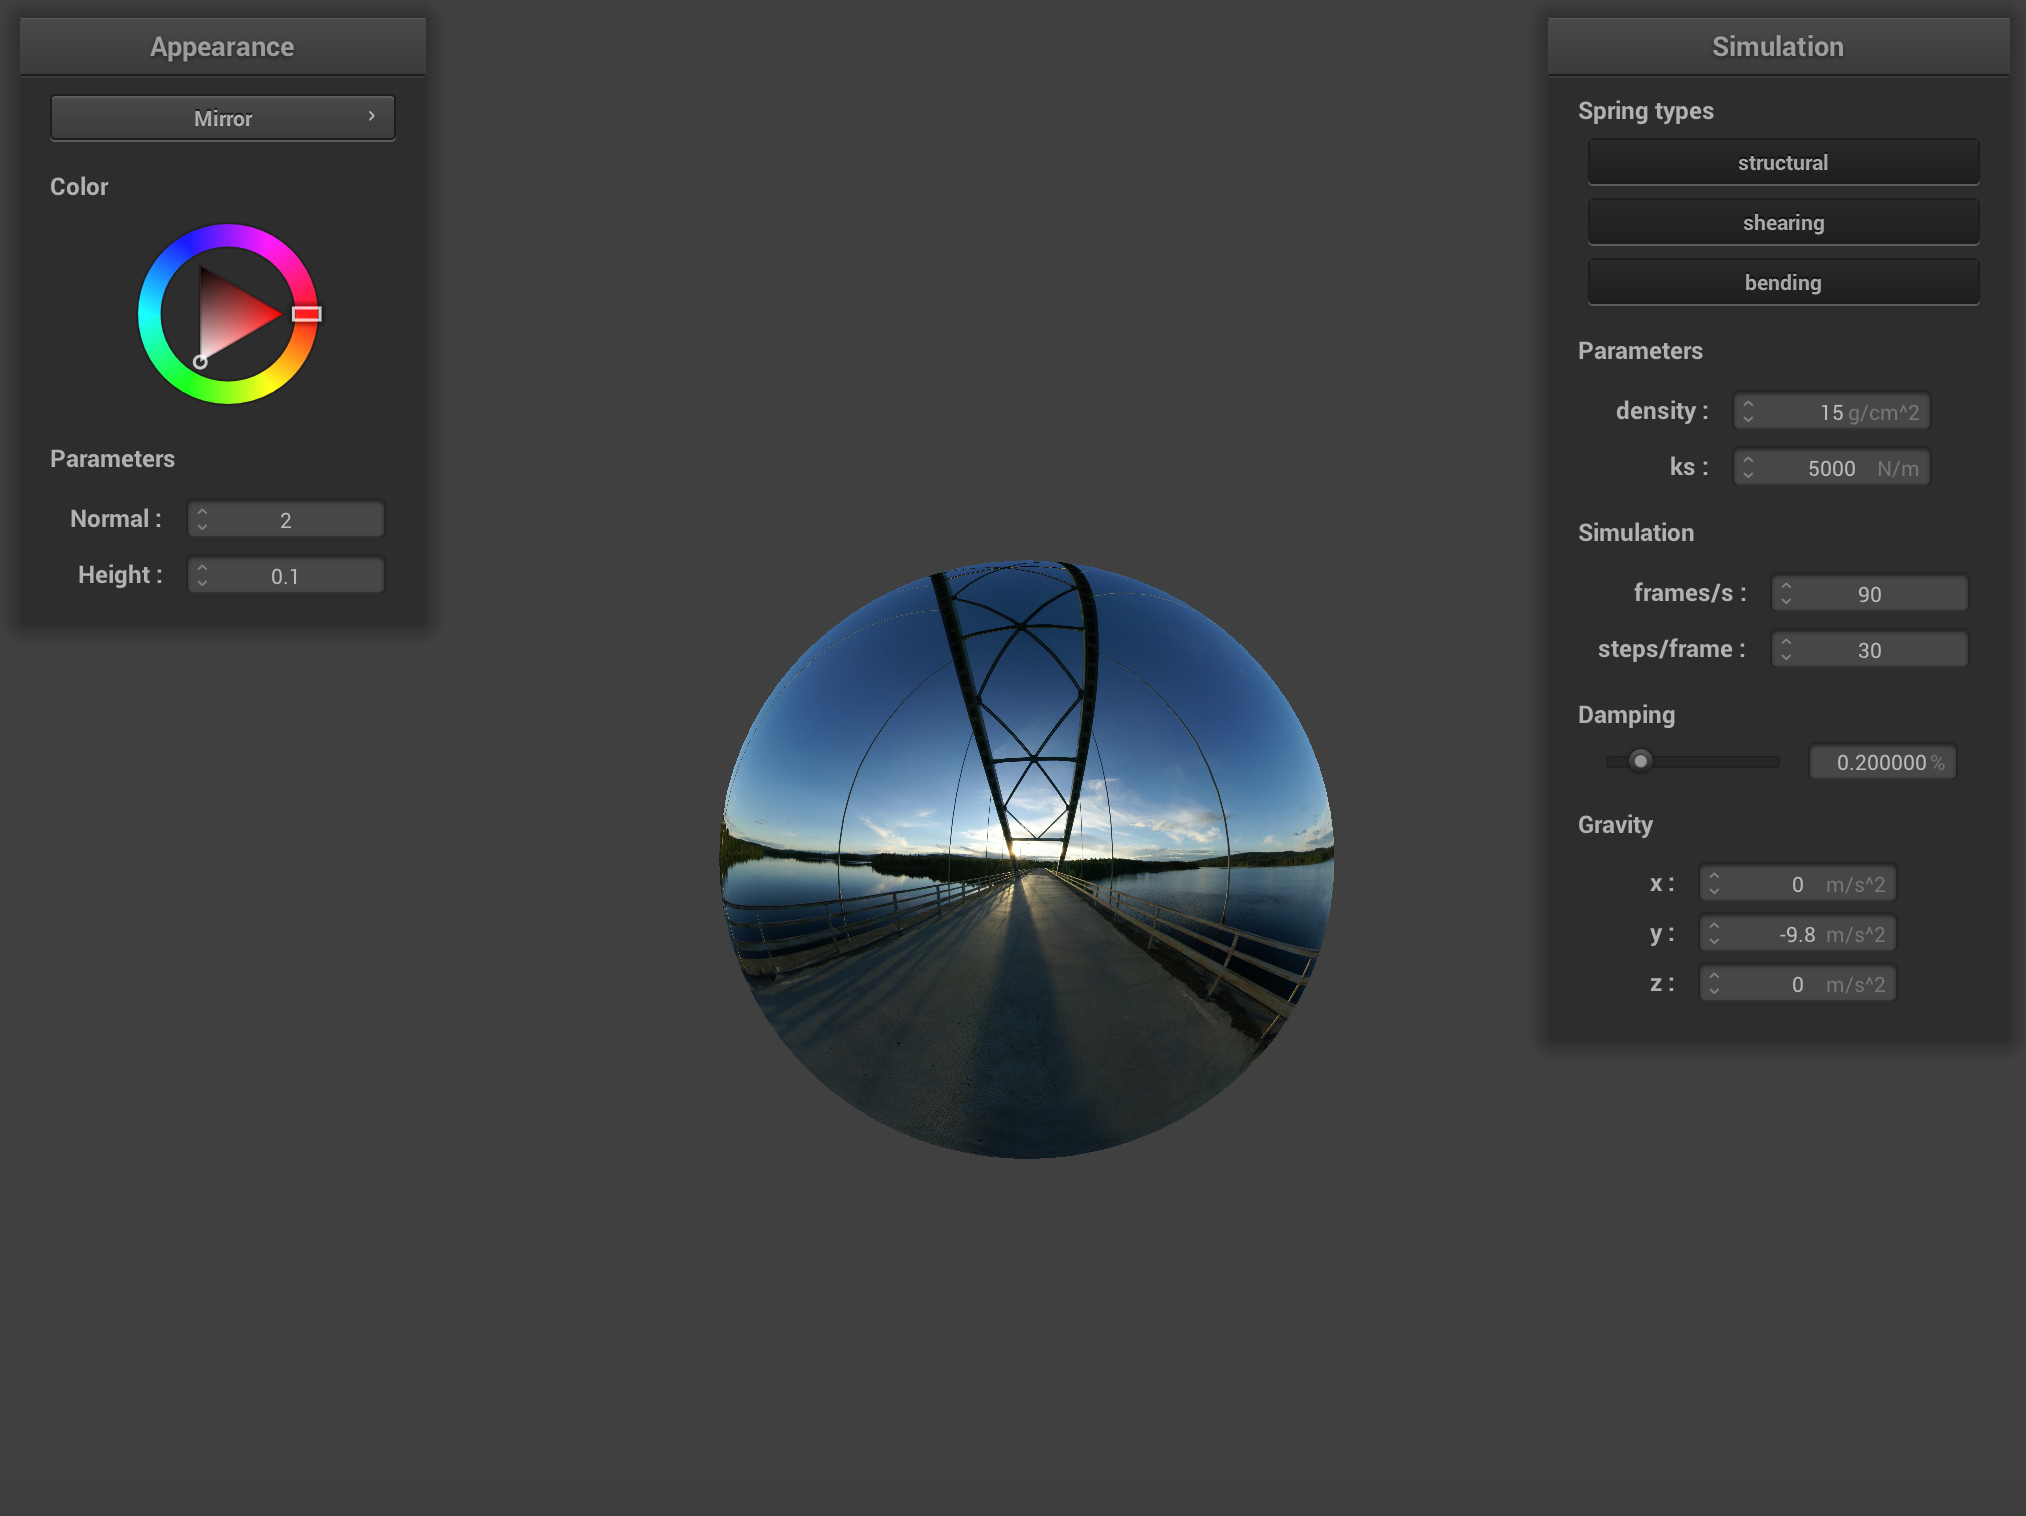 Appearance
Mirror
Color
Parameters
Normal : 2
Height : 0.1
Simulation
Spring types
structural
shearing
bending
Parameters
density : 15 g/cm^2
ks : 5000 N/m
Simulation
frames/s : 90
steps/frame : 30
Damping
0.200000 %
Gravity
x : 0 m/s^2
y : -9.8 m/s^2
z : 0 m/s^2